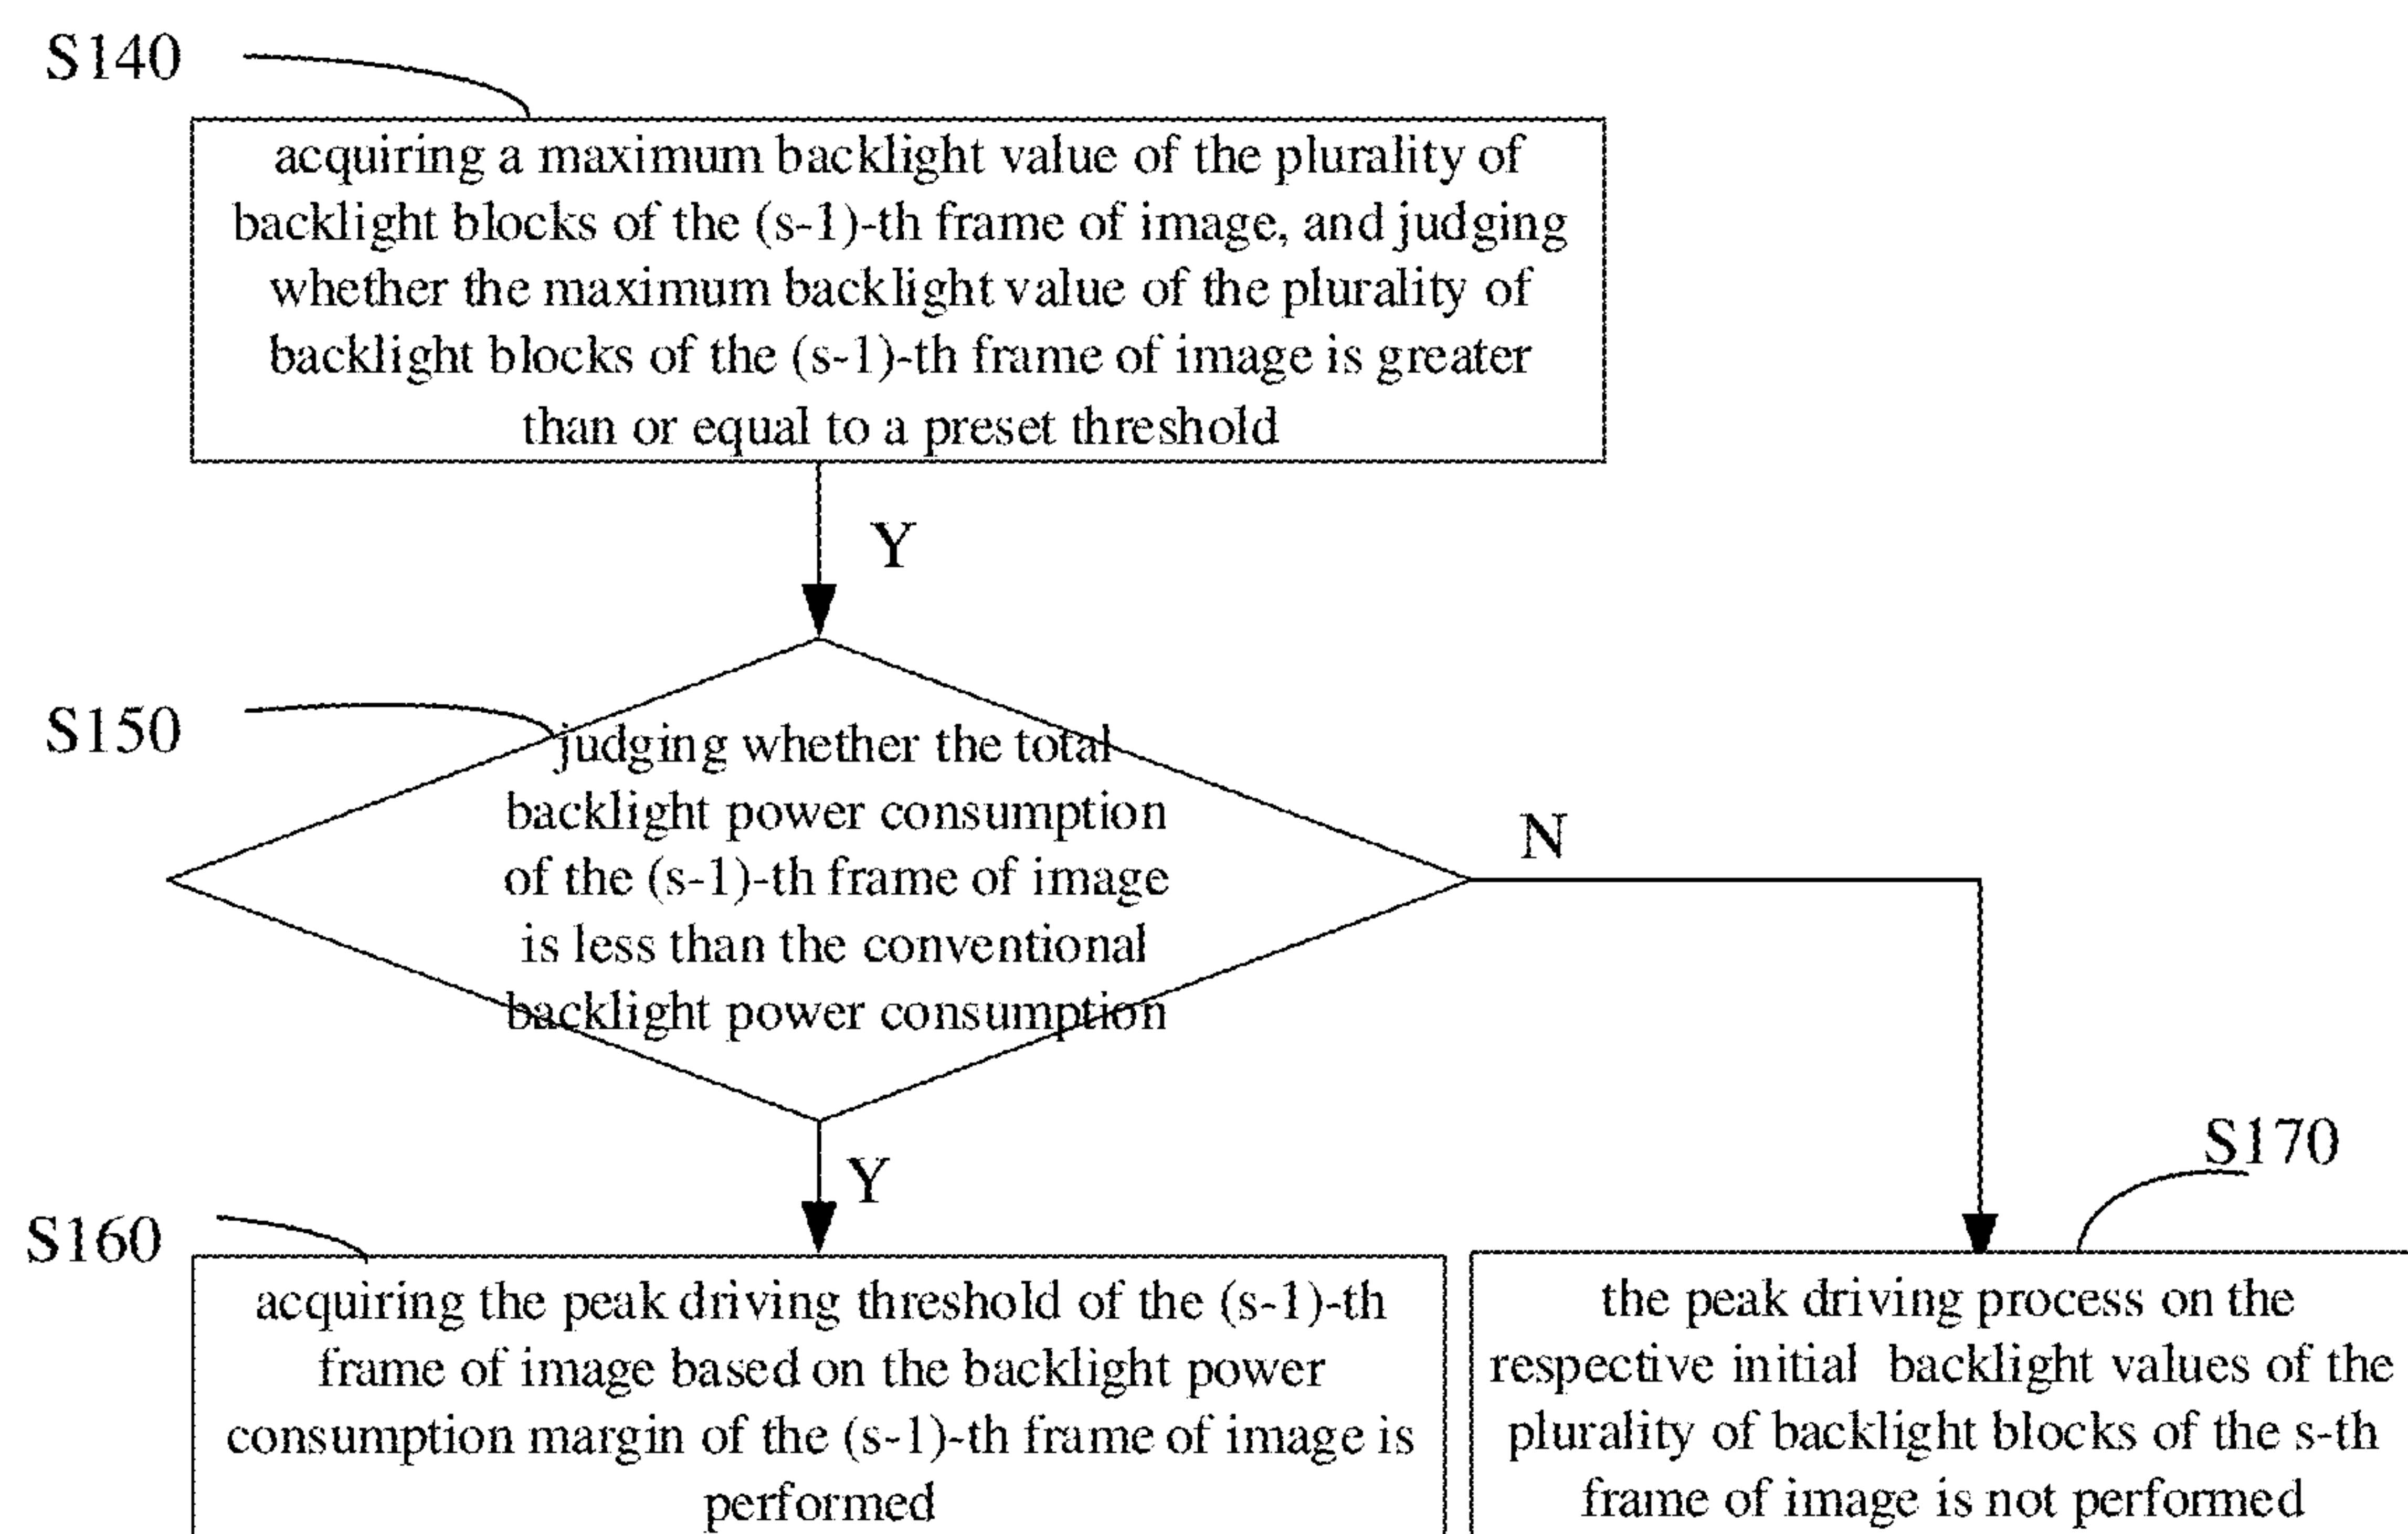 S140
acquiring a maximum backlight value of the plurality of
backlight blocks of the (s-1)-th frame of image, and judging
whether the maximum backlight value of the plurality of
backlight blocks of the (s-1)-th frame of image is greater
than or equal to a preset threshold
Y
S150
judging whether the total
backlight power consumption
of the (s-1)-th frame of image
is less than the conventional
backlight power consumption
N
Y
S160
acquiring the peak driving threshold of the (s-1)-th
frame of image based on the backlight power
consumption margin of the (s-1)-th frame of image is
performed
S170
the peak driving process on the
respective initial backlight values of the
plurality of backlight blocks of the s-th
frame of image is not performed